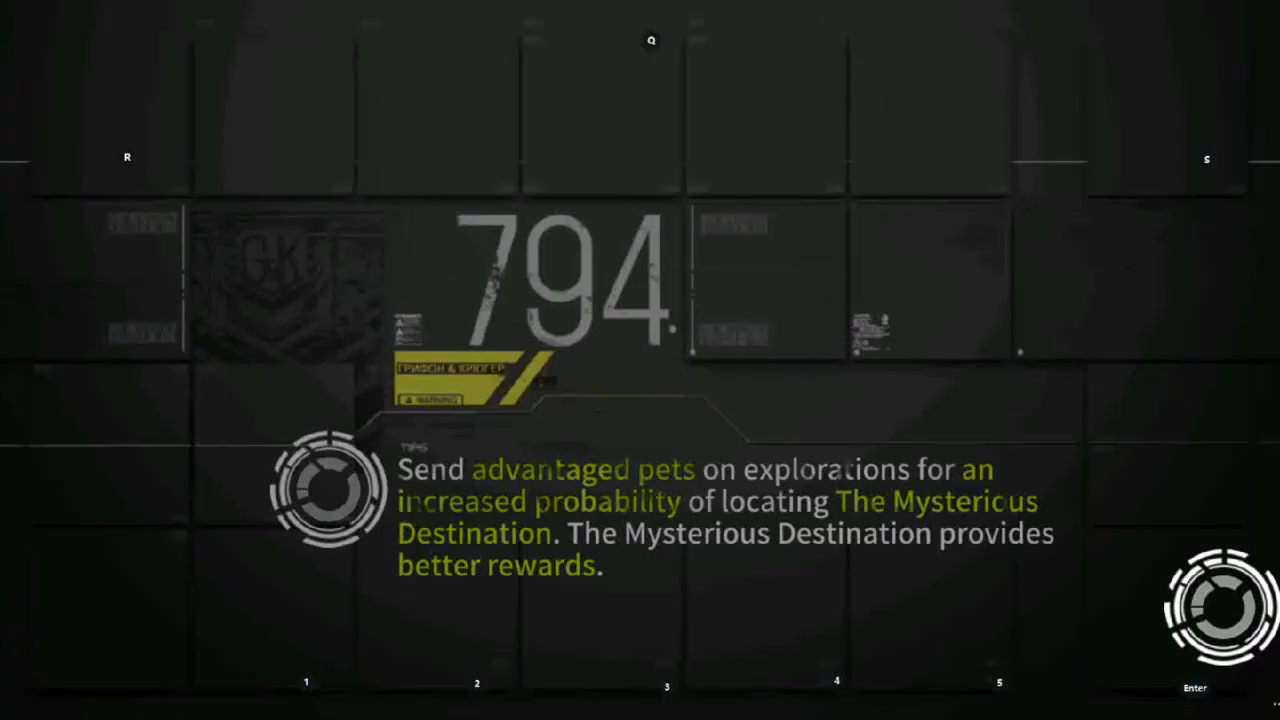 Q
R
S
GK
794.
ГРИФОН & КРЮГЕР
WARNING
TIPS
Send advantaged pets on explorations for an
increased probability of locating The Mysterious
Destination. The Mysterious Destination provides
better rewards.
1
2
3
4
5
Enter